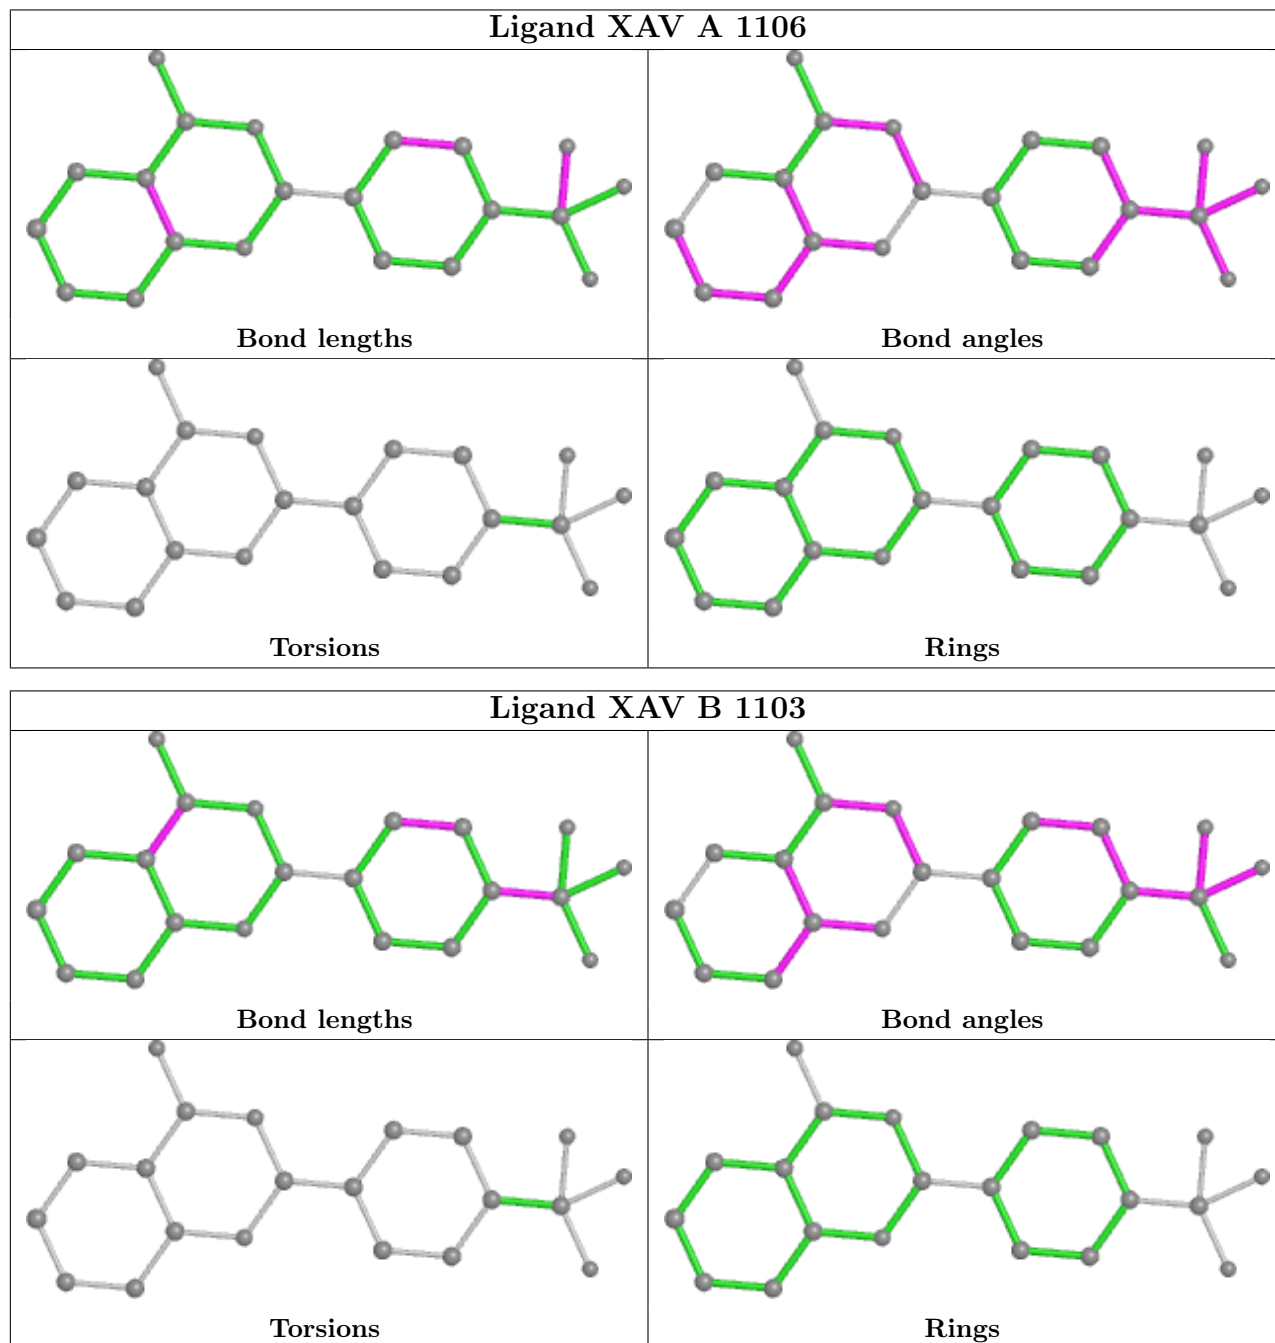 Ligand XAV A 1106
Bond lengths
Bond angles
Torsions
Rings
Ligand XAV B 1103
Bond lengths
Bond angles
Torsions
Rings